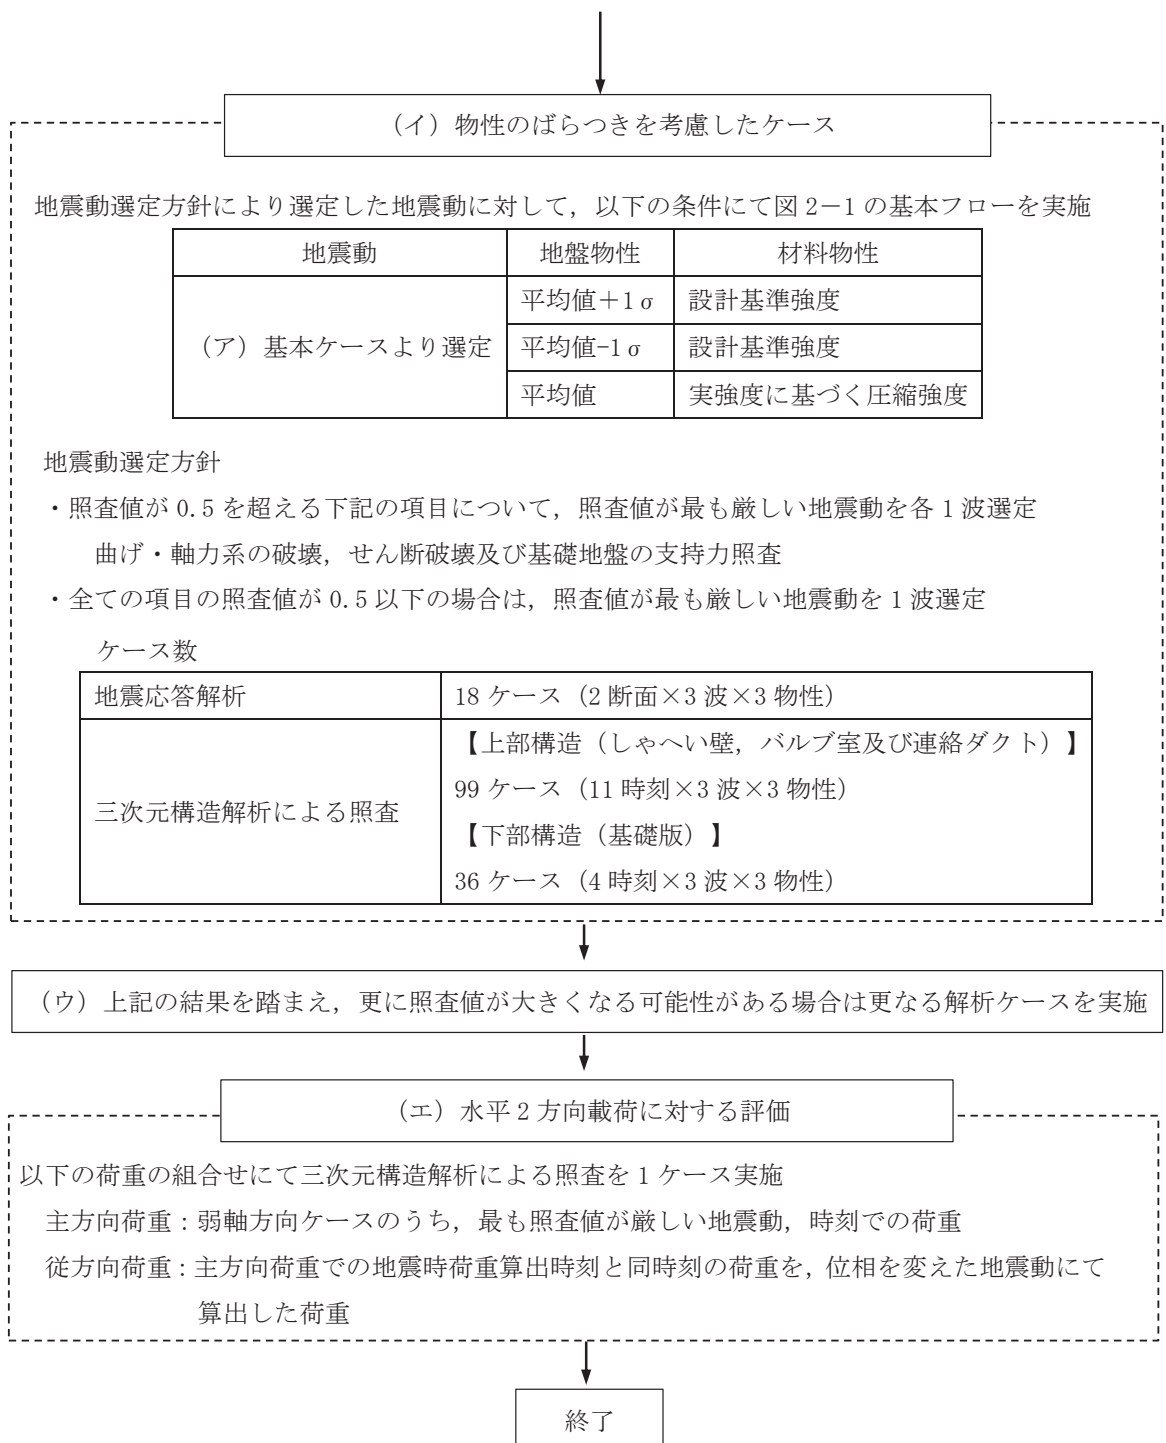 (イ)物性のばらつきを考慮したケース
地震動選定方針により選定した地震動に対して,以下の条件にて図 2-1 の基本フローを実施
地震動 地盤物性 材料物性
(ア)基本ケースより選定 平均値+1σ 設計基準強度
平均値-1σ 設計基準強度
平均値 実強度に基づく圧縮強度
地震動選定方針
・照査値が 0.5 を超える下記の項目について,照査値が最も厳しい地震動を各 1 波選定
曲げ・軸力系の破壊,せん断破壊及び基礎地盤の支持力照査
・全ての項目の照査値が 0.5 以下の場合は,照査値が最も厳しい地震動を 1 波選定
ケース数
地震応答解析 18 ケース(2 断面×3 波×3 物性)
三次元構造解析による照査 【上部構造(しゃへい壁,バルブ室及び連絡ダクト)】
99 ケース(11 時刻×3 波×3 物性)
【下部構造(基礎版)】
36 ケース(4 時刻×3 波×3 物性)
(ウ)上記の結果を踏まえ,更に照査値が大きくなる可能性がある場合は更なる解析ケースを実施
(エ)水平 2 方向載荷に対する評価
以下の荷重の組合せにて三次元構造解析による照査を 1 ケース実施
主方向荷重:弱軸方向ケースのうち,最も照査値が厳しい地震動,時刻での荷重
従方向荷重:主方向荷重での地震時荷重算出時刻と同時刻の荷重を,位相を変えた地震動にて
算出した荷重
終了